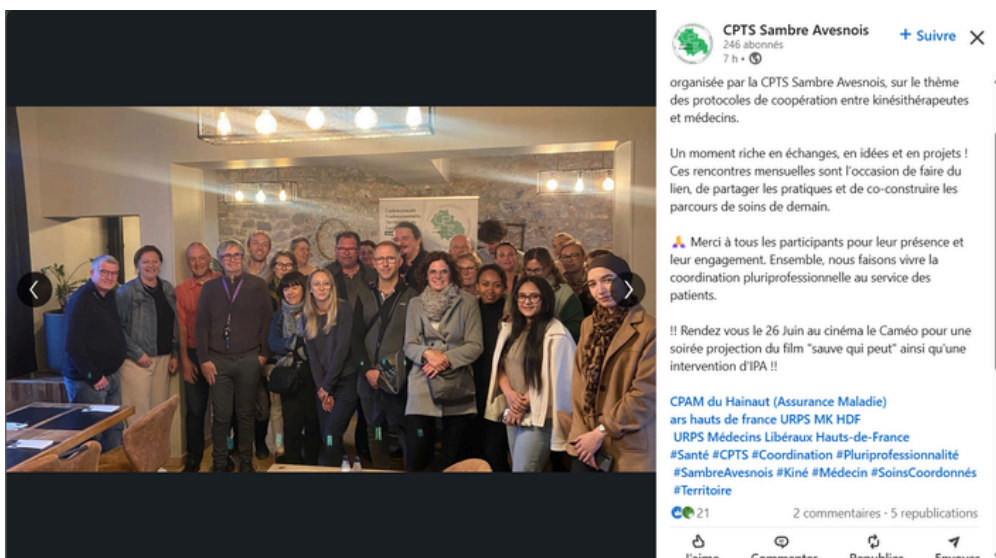 CPTS Sambre Avesnois
+ Suivre
246 abonnés
7 h •
organisée par la CPTS Sambre Avesnois, sur le thème
des protocoles de coopération entre kinésithérapeutes
et médecins.
Un moment riche en échanges, en idées et en projets !
Ces rencontres mensuelles sont l'occasion de faire du
lien, de partager les pratiques et de co-construire les
parcours de soins de demain.
Merci à tous les participants pour leur présence et
leur engagement. Ensemble, nous faisons vivre la
coordination pluriprofessionnelle au service des
patients.
!! Rendez vous le 26 Juin au cinéma le Caméo pour une
soirée projection du film "sauve qui peut" ainsi qu'une
intervention d'IPA !!
CPAM du Hainaut (Assurance Maladie)
ars hauts de france URPS MK HDF
URPS Médecins Libéraux Hauts-de-France
#Santé #CPTS #Coordination #Pluriprofessionnalité
#SambreAvesnois #Kiné #Médecin #SoinsCoordonnés
#Territoire
21
2 commentaires • 5 republications
J'aime
Commenter
Republier
Envoyer